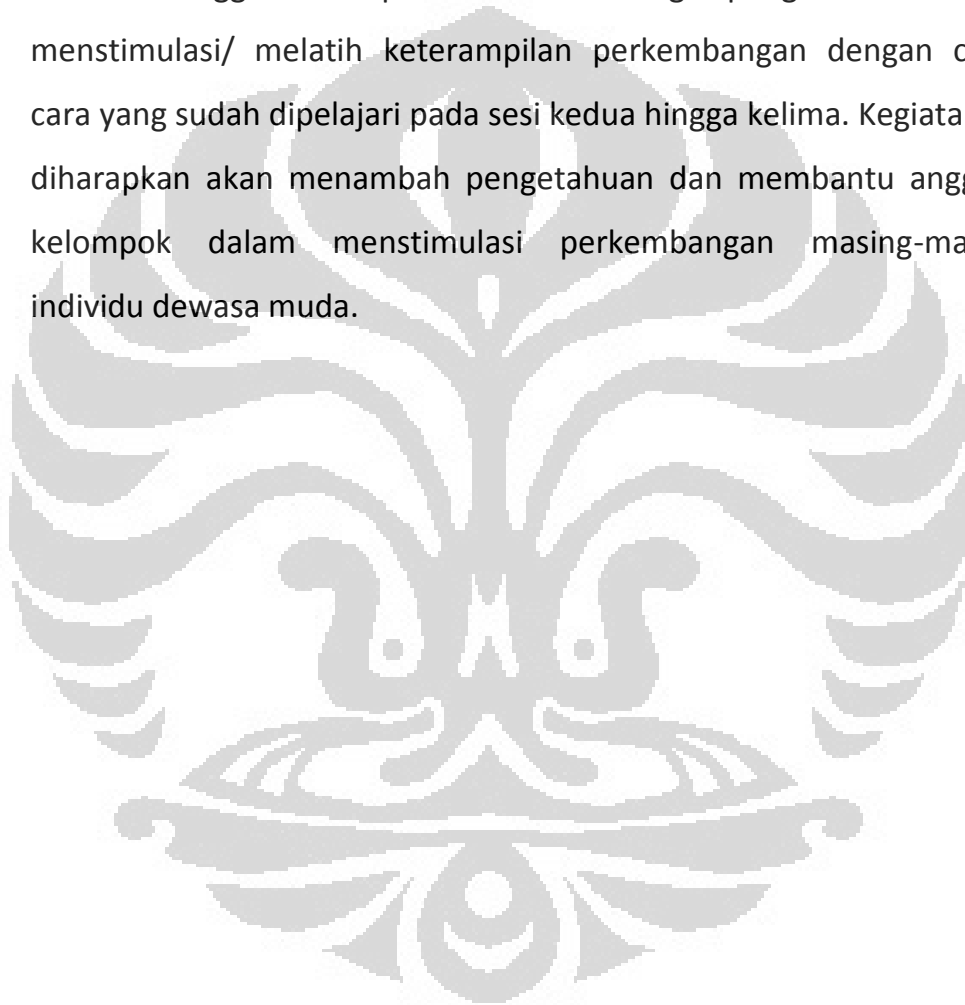 menstimulasi/ melatih keterampilan perkembangan dengan
cara yang sudah dipelajari pada sesi kedua hingga kelima.
diharapkan akan menambah pengetahuan dan membantu
kelompok dalam menstimulasi perkembangan
individu dewasa muda.